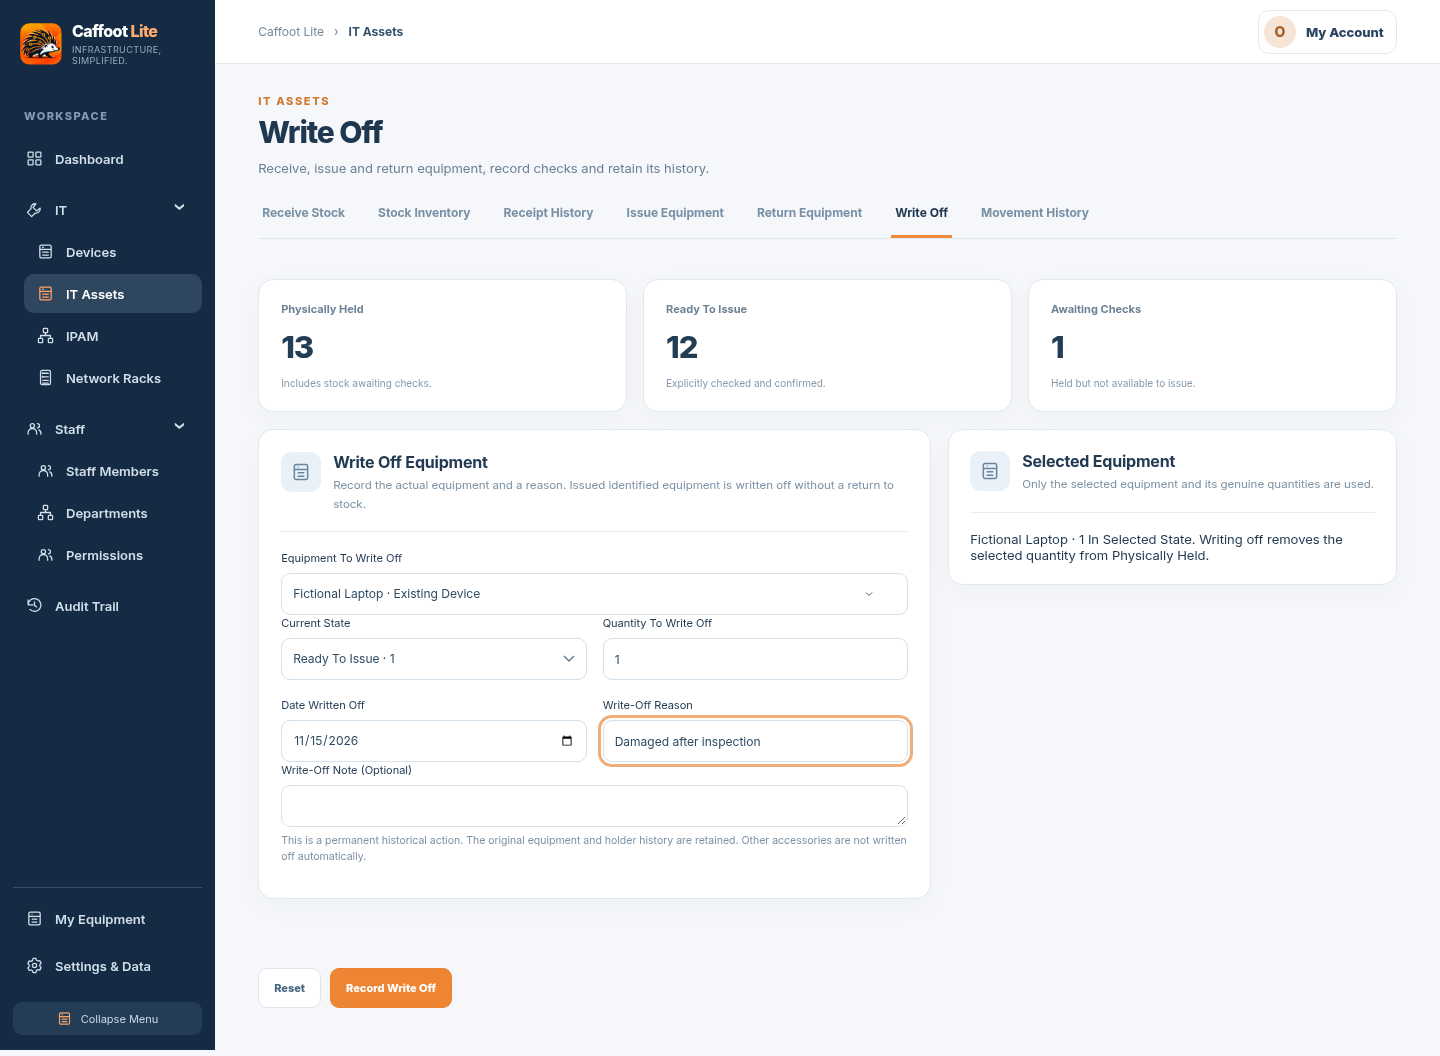 Caffoot Lite
INFRASTRUCTURE,
SIMPLIFIED.
WORKSPACE
Dashboard
IT
Devices
IT Assets
IPAM
Network Racks
Staff
Staff Members
Departments
Permissions
Audit Trail
My Equipment
Settings & Data
Collapse Menu
Caffoot Lite › IT Assets
O My Account
IT ASSETS
Write Off
Receive, issue and return equipment, record checks and retain its history.
Receive Stock Stock Inventory Receipt History Issue Equipment Return Equipment Write Off Movement History
Physically Held
13
Includes stock awaiting checks.
Ready To Issue
12
Explicitly checked and confirmed.
Awaiting Checks
1
Held but not available to issue.
Write Off Equipment
Record the actual equipment and a reason. Issued identified equipment is written off without a return to
stock.
Equipment To Write Off
Fictional Laptop · Existing Device
Current State
Ready To Issue · 1
Quantity To Write Off
1
Date Written Off
11/15/2026
Write-Off Reason
Damaged after inspection
Write-Off Note (Optional)
This is a permanent historical action. The original equipment and holder history are retained. Other accessories are not written
off automatically.
Selected Equipment
Only the selected equipment and its genuine quantities are used.
Fictional Laptop · 1 In Selected State. Writing off removes the
selected quantity from Physically Held.
Reset
Record Write Off